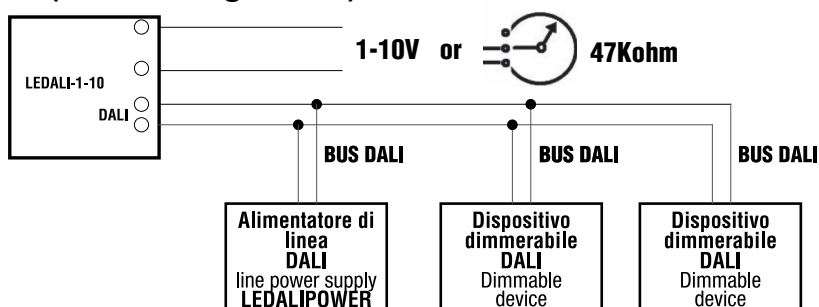 1-10V or 47Kohm
LEDALI-1-10
DALI
BUS DALI BUS DALI BUS DALI
Alimentatore di
linea
DALI
line power supply
LEDALIPOWER
Dispositivo
dimmerabile
DALI
Dimmable
device
Dispositivo
dimmerabile
DALI
Dimmable
device